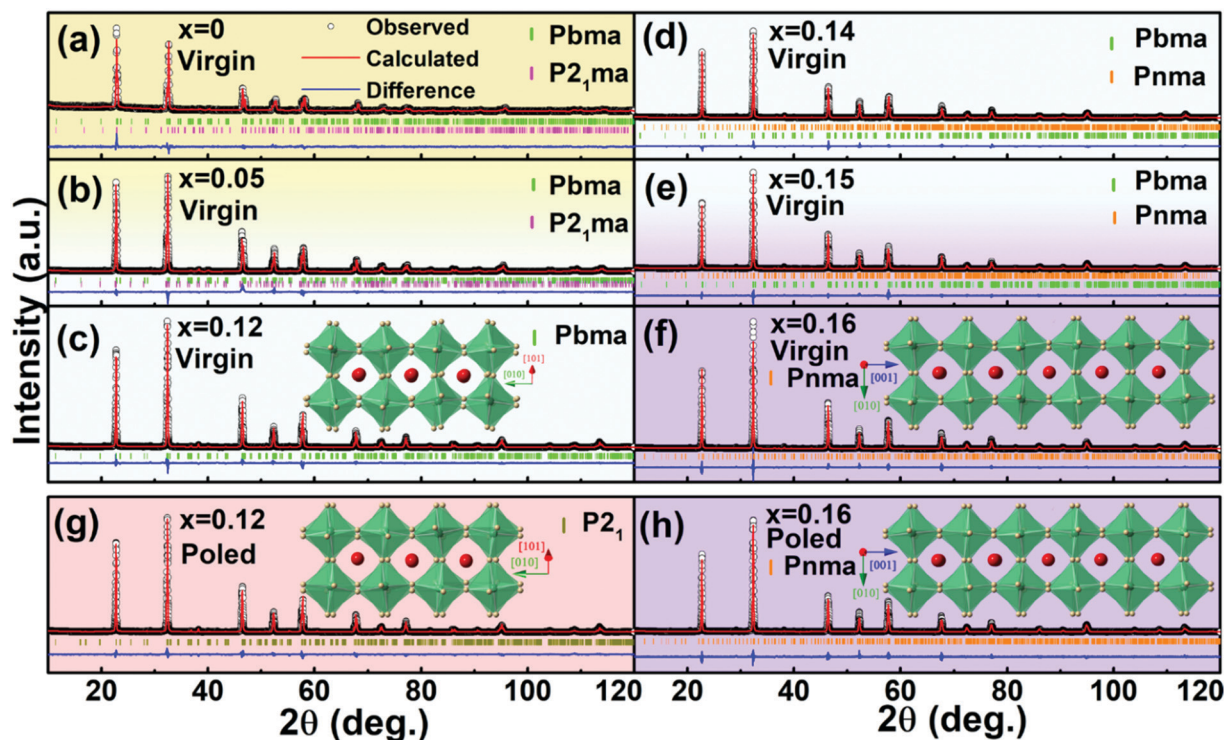 Intensity (a.u.)
(a)
x=0
Virgin
Observed
Calculated
Difference
Pbma
P2₁ma
(b)
x=0.05
Virgin
Pbma
P2₁ma
(c)
x=0.12
Virgin
Pbma
[101]
[010]
(g)
x=0.12
Poled
P2₁
[101]
[010]
20 40 60 80 100 120
2θ (deg.)
(d)
x=0.14
Virgin
Pbma
Pnma
(e)
x=0.15
Virgin
Pbma
Pnma
(f)
x=0.16
Virgin
Pnma
[001]
[010]
(h)
x=0.16
Poled
Pnma
[001]
[010]
20 40 60 80 100 120
2θ (deg.)